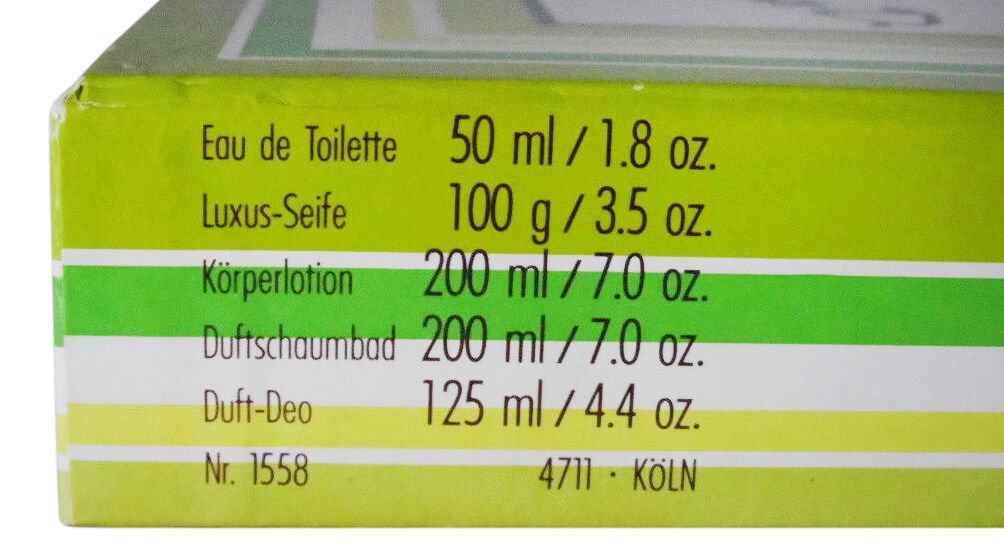 Eau de Toilette 50 ml / 1.8 oz.
Luxus-Seife 100 g / 3.5 oz.
Körperlotion 200 ml / 7.0 oz.
Duftschaumbad 200 ml / 7.0 oz.
Duft-Deo 125 ml / 4.4 oz.
Nr. 1558 4711 · KÖLN